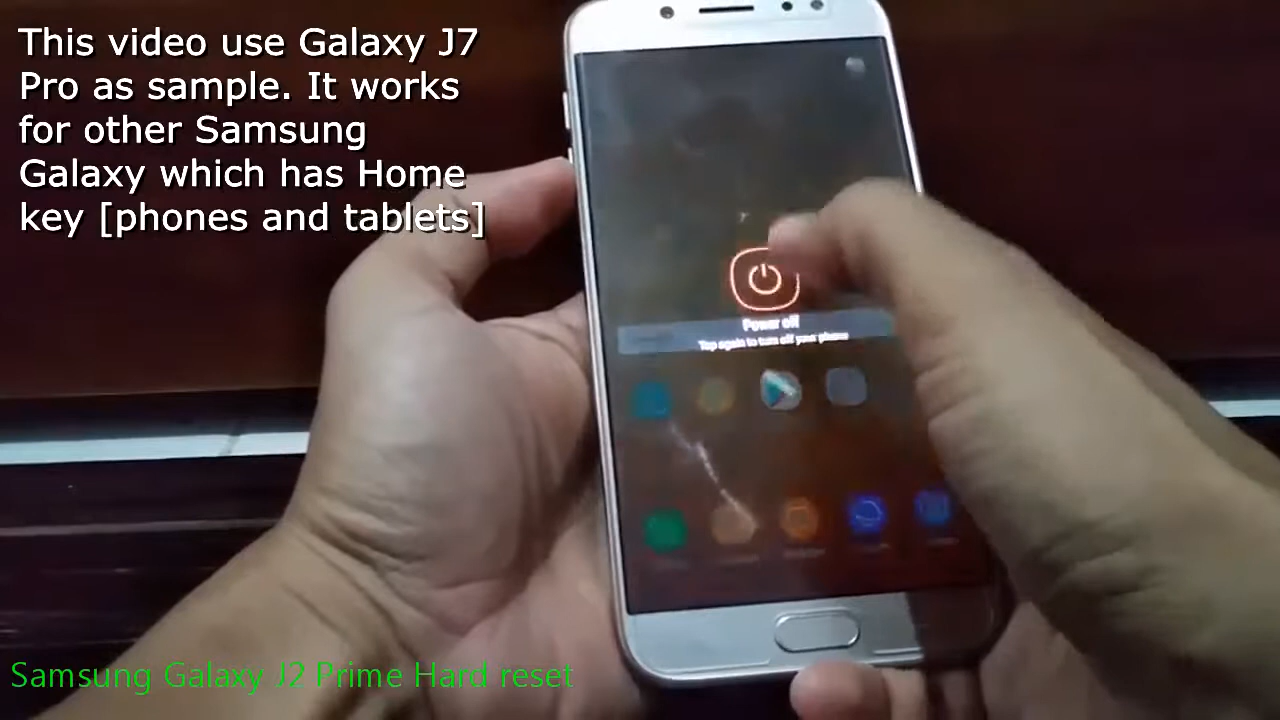 This video use Galaxy J7
Pro as sample. It works
for other Samsung
Galaxy which has Home
key [phones and tablets]
Power off
Tap again to turn off your phone
Samsung Galaxy J2 Prime Hard reset